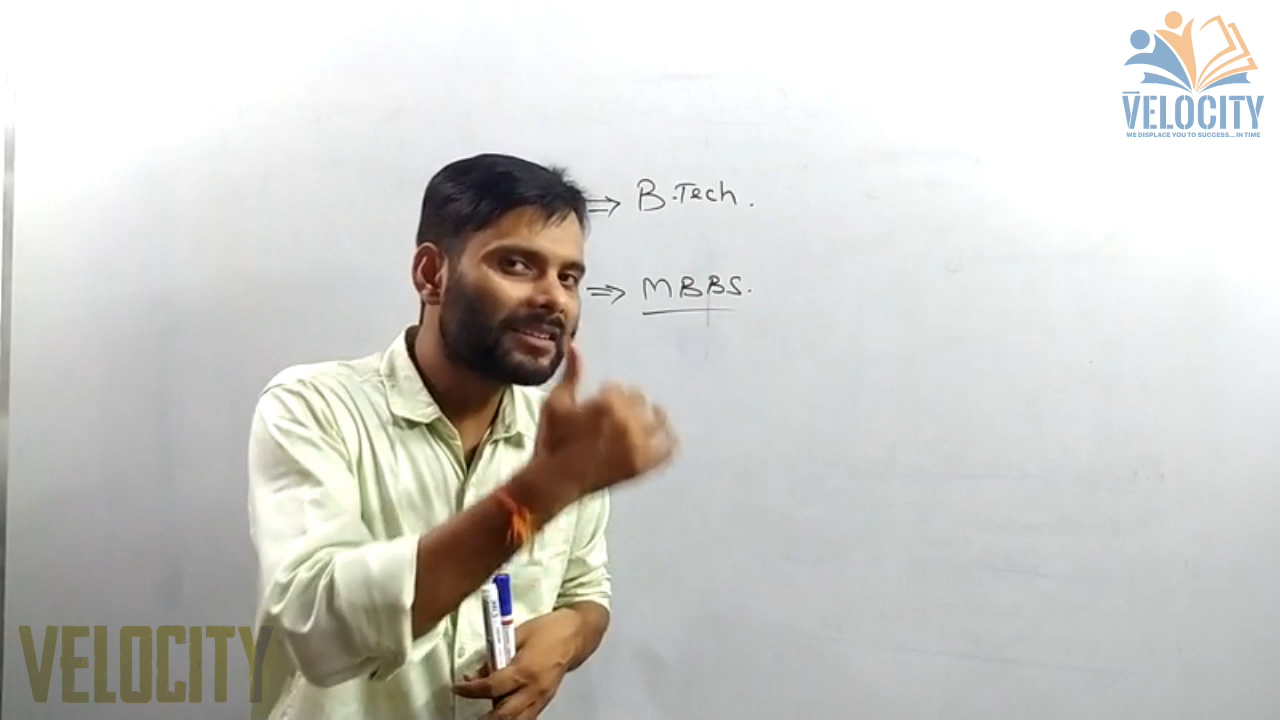 VELOCITY
WE DISPLACE YOU TO SUCCESS... IN TIME
⇒ B.Tech.
⇒ MBBS.
VELOCITY